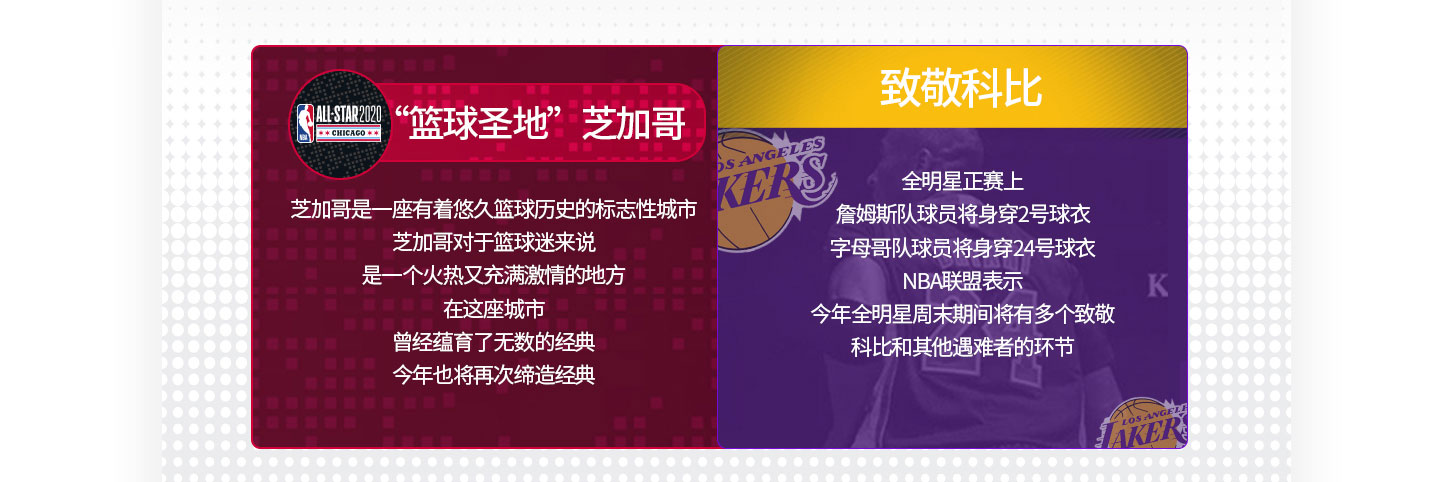 ALL-STAR2020
CHICAGO
NBA
“篮球圣地”芝加哥
芝加哥是一座有着悠久篮球历史的标志性城市
芝加哥对于篮球迷来说
是一个火热又充满激情的地方
在这座城市
曾经蕴育了无数的经典
今年也将再次缔造经典
致敬科比
LOS ANGELES
LAKERS
全明星正赛上
詹姆斯队球员将身穿2号球衣
字母哥队球员将身穿24号球衣
NBA联盟表示
今年全明星周末期间将有多个致敬
科比和其他遇难者的环节
24
K
LOS ANGELES
LAKERS